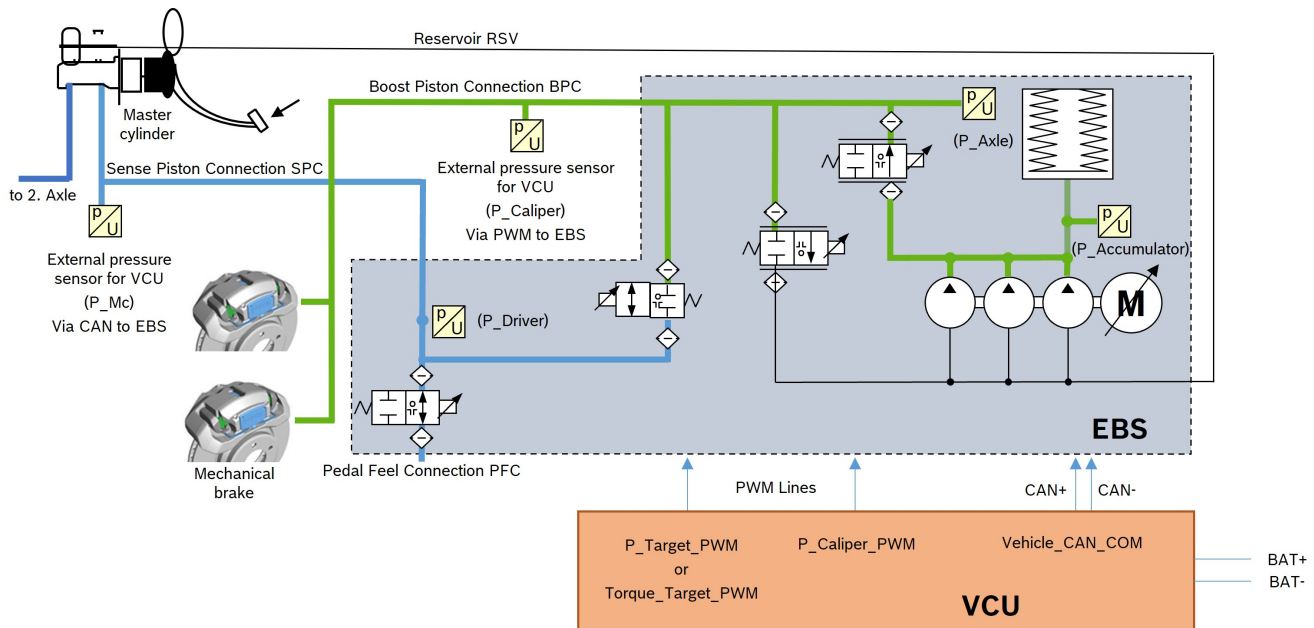 Reservoir RSV
Boost Piston Connection BPC
Master
cylinder
p
U
(P_Axle)
p
U
External pressure sensor
for VCU
(P_Caliper)
Via PWM to EBS
Sense Piston Connection SPC
to 2. Axle
p
U
External pressure
sensor for VCU
(P_Mc)
Via CAN to EBS
p
U
(P_Accumulator)
p
U
(P_Driver)
M
EBS
Mechanical
brake
Pedal Feel Connection PFC
PWM Lines
CAN+
CAN-
P_Target_PWM
or
Torque_Target_PWM
P_Caliper_PWM
Vehicle_CAN_COM
VCU
BAT+
BAT-